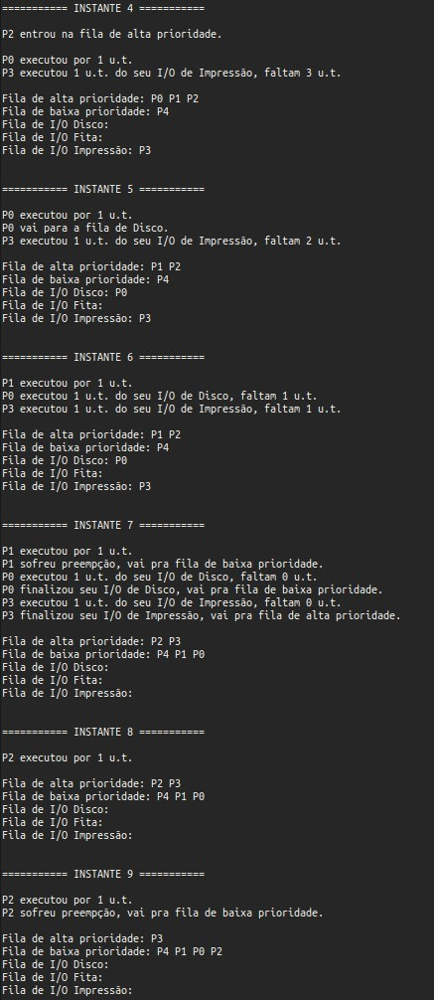 =========== INSTANTE 4 ===========
P2 entrou na fila de alta prioridade.
P0 executou por 1 u.t.
P3 executou 1 u.t. do seu I/O de Impressão, faltam 3 u.t.
Fila de alta prioridade: P0 P1 P2
Fila de baixa prioridade: P4
Fila de I/O Disco:
Fila de I/O Fita:
Fila de I/O Impressão: P3
=========== INSTANTE 5 ===========
P0 executou por 1 u.t.
P0 vai para a fila de Disco.
P3 executou 1 u.t. do seu I/O de Impressão, faltam 2 u.t.
Fila de alta prioridade: P1 P2
Fila de baixa prioridade: P4
Fila de I/O Disco: P0
Fila de I/O Fita:
Fila de I/O Impressão: P3
=========== INSTANTE 6 ===========
P1 executou por 1 u.t.
P0 executou 1 u.t. do seu I/O de Disco, faltam 1 u.t.
P3 executou 1 u.t. do seu I/O de Impressão, faltam 1 u.t.
Fila de alta prioridade: P1 P2
Fila de baixa prioridade: P4
Fila de I/O Disco: P0
Fila de I/O Fita:
Fila de I/O Impressão: P3
=========== INSTANTE 7 ===========
P1 executou por 1 u.t.
P1 sofreu preempção, vai pra fila de baixa prioridade.
P0 executou 1 u.t. do seu I/O de Disco, faltam 0 u.t.
P0 finalizou seu I/O de Disco, vai pra fila de baixa prioridade.
P3 executou 1 u.t. do seu I/O de Impressão, faltam 0 u.t.
P3 finalizou seu I/O de Impressão, vai pra fila de alta prioridade.
Fila de alta prioridade: P2 P3
Fila de baixa prioridade: P4 P1 P0
Fila de I/O Disco:
Fila de I/O Fita:
Fila de I/O Impressão:
=========== INSTANTE 8 ===========
P2 executou por 1 u.t.
Fila de alta prioridade: P2 P3
Fila de baixa prioridade: P4 P1 P0
Fila de I/O Disco:
Fila de I/O Fita:
Fila de I/O Impressão:
=========== INSTANTE 9 ===========
P2 executou por 1 u.t.
P2 sofreu preempção, vai pra fila de baixa prioridade.
Fila de alta prioridade: P3
Fila de baixa prioridade: P4 P1 P0 P2
Fila de I/O Disco:
Fila de I/O Fita:
Fila de I/O Impressão: